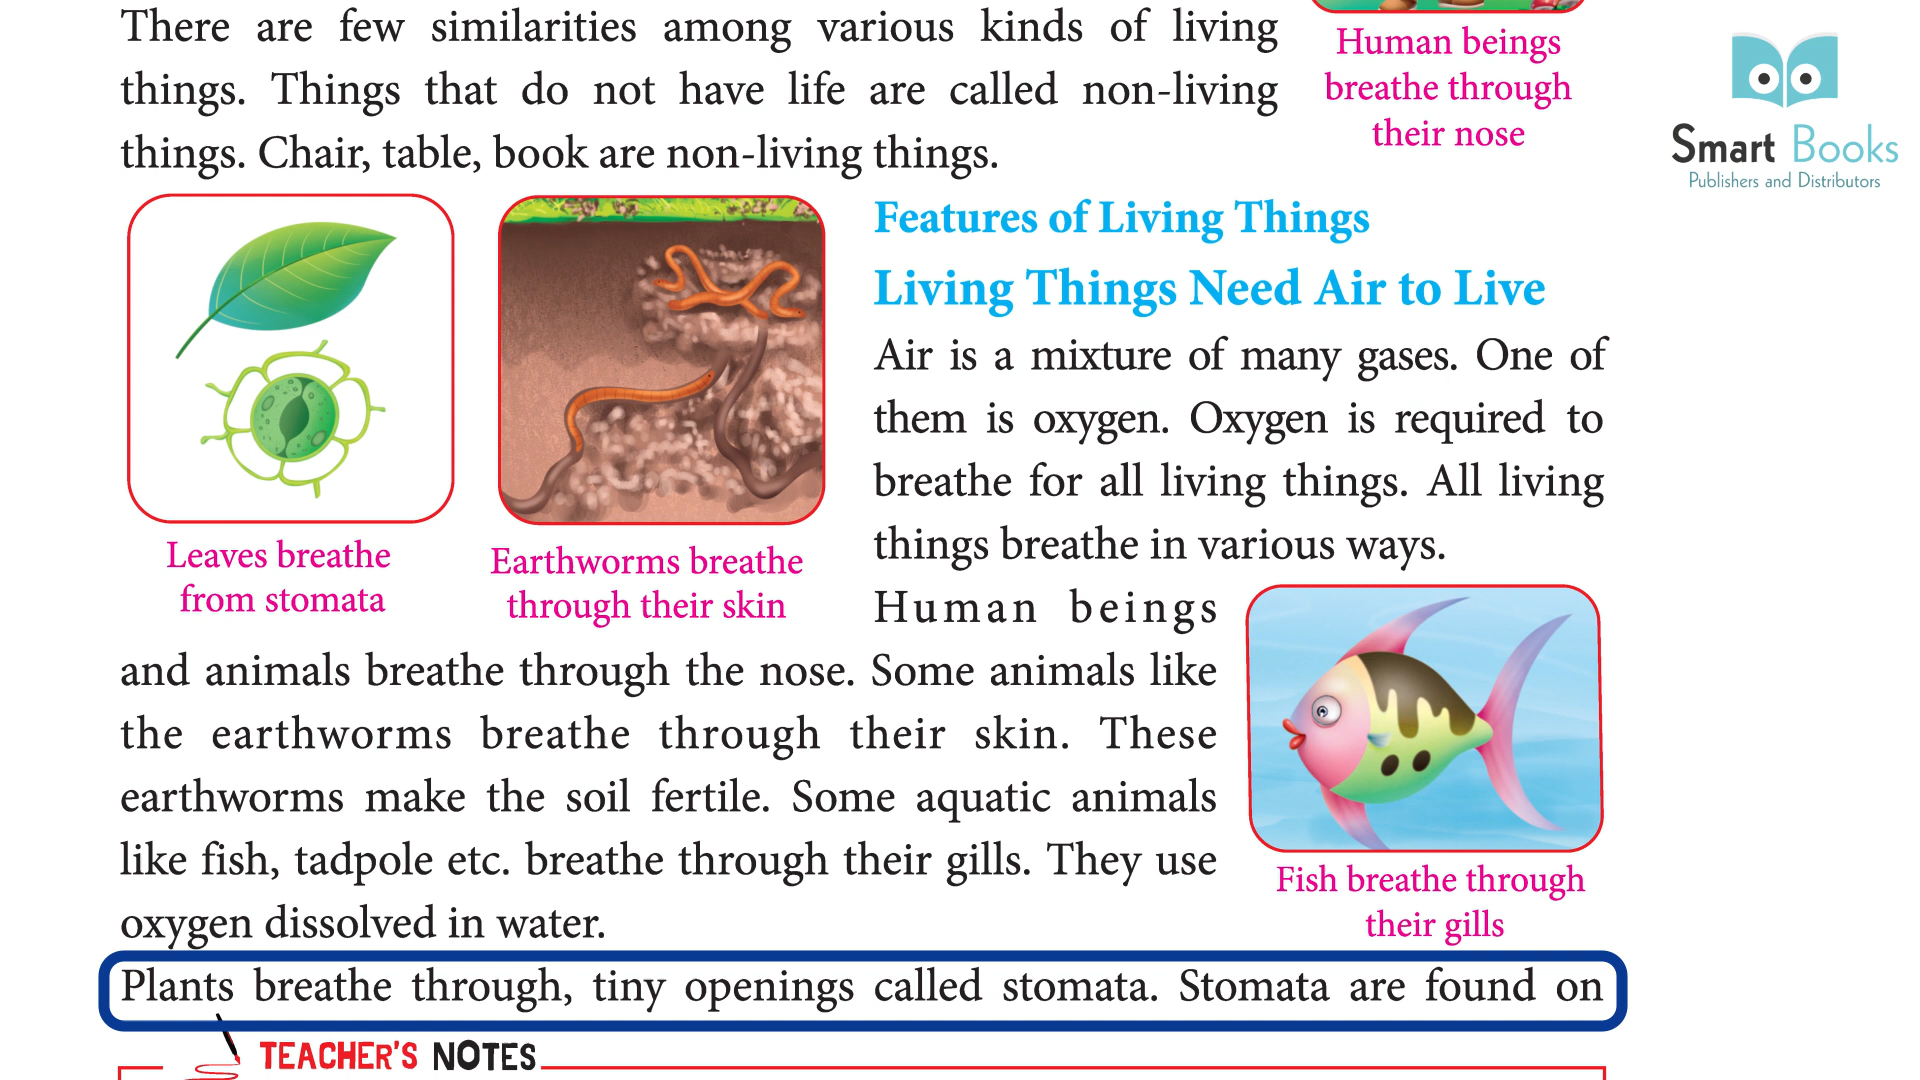 There are few similarities among various kinds of living
things. Things that do not have life are called non-living
things. Chair, table, book are non-living things.
Human beings
breathe through
their nose
Smart Books
Publishers and Distributors
Leaves breathe
from stomata
Earthworms breathe
through their skin
Features of Living Things
Living Things Need Air to Live
Air is a mixture of many gases. One of
them is oxygen. Oxygen is required to
breathe for all living things. All living
things breathe in various ways.
Human beings
and animals breathe through the nose. Some animals like
the earthworms breathe through their skin. These
earthworms make the soil fertile. Some aquatic animals
like fish, tadpole etc. breathe through their gills. They use
oxygen dissolved in water.
Fish breathe through
their gills
Plants breathe through, tiny openings called stomata. Stomata are found on
TEACHER'S NOTES